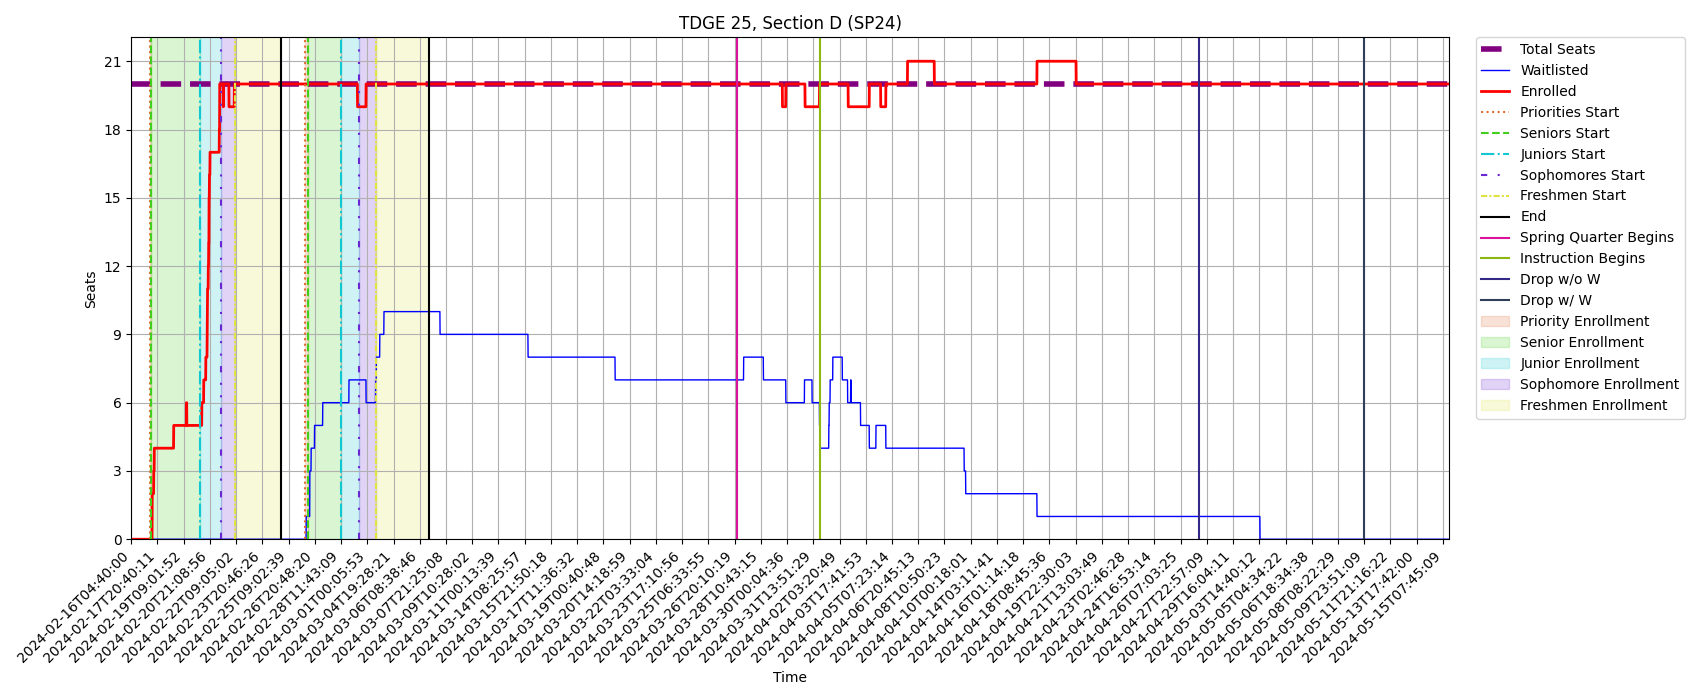 TDGE 25, Section D (SP24)
Seats
21
18
15
12
9
6
3
0
2024-02-16T04:40:00
2024-02-17T20:40:11
2024-02-19T09:01:52
2024-02-20T21:08:56
2024-02-22T09:05:02
2024-02-23T20:46:26
2024-02-25T09:02:39
2024-02-26T20:48:20
2024-02-28T11:43:09
2024-03-01T00:05:53
2024-03-04T19:28:21
2024-03-06T08:38:46
2024-03-07T21:25:08
2024-03-11T00:28:02
2024-03-12T10:13:39
2024-03-14T08:25:57
2024-03-15T21:50:18
2024-03-17T11:36:32
2024-03-19T00:40:48
2024-03-20T14:18:59
2024-03-22T03:33:04
2024-03-23T17:10:56
2024-03-25T06:33:55
2024-03-26T20:10:19
2024-03-28T10:43:15
2024-03-30T00:04:36
2024-03-31T13:51:29
2024-04-02T03:20:49
2024-04-03T17:41:53
2024-04-05T07:23:14
2024-04-06T20:45:13
2024-04-08T10:50:23
2024-04-10T00:18:01
2024-04-14T03:11:41
2024-04-16T01:14:18
2024-04-18T08:45:36
2024-04-19T22:30:03
2024-04-21T13:03:49
2024-04-23T02:46:28
2024-04-24T16:53:14
2024-04-26T07:03:25
2024-04-27T22:57:09
2024-04-29T16:04:11
2024-05-03T14:40:12
2024-05-05T04:34:22
2024-05-06T18:34:38
2024-05-08T08:22:29
2024-05-09T23:51:09
2024-05-11T21:16:22
2024-05-13T17:42:00
2024-05-15T07:45:09
Time
Total Seats
Waitlisted
Enrolled
Priorities Start
Seniors Start
Juniors Start
Sophomores Start
Freshmen Start
End
Spring Quarter Begins
Instruction Begins
Drop w/o W
Drop w/ W
Priority Enrollment
Senior Enrollment
Junior Enrollment
Sophomore Enrollment
Freshmen Enrollment